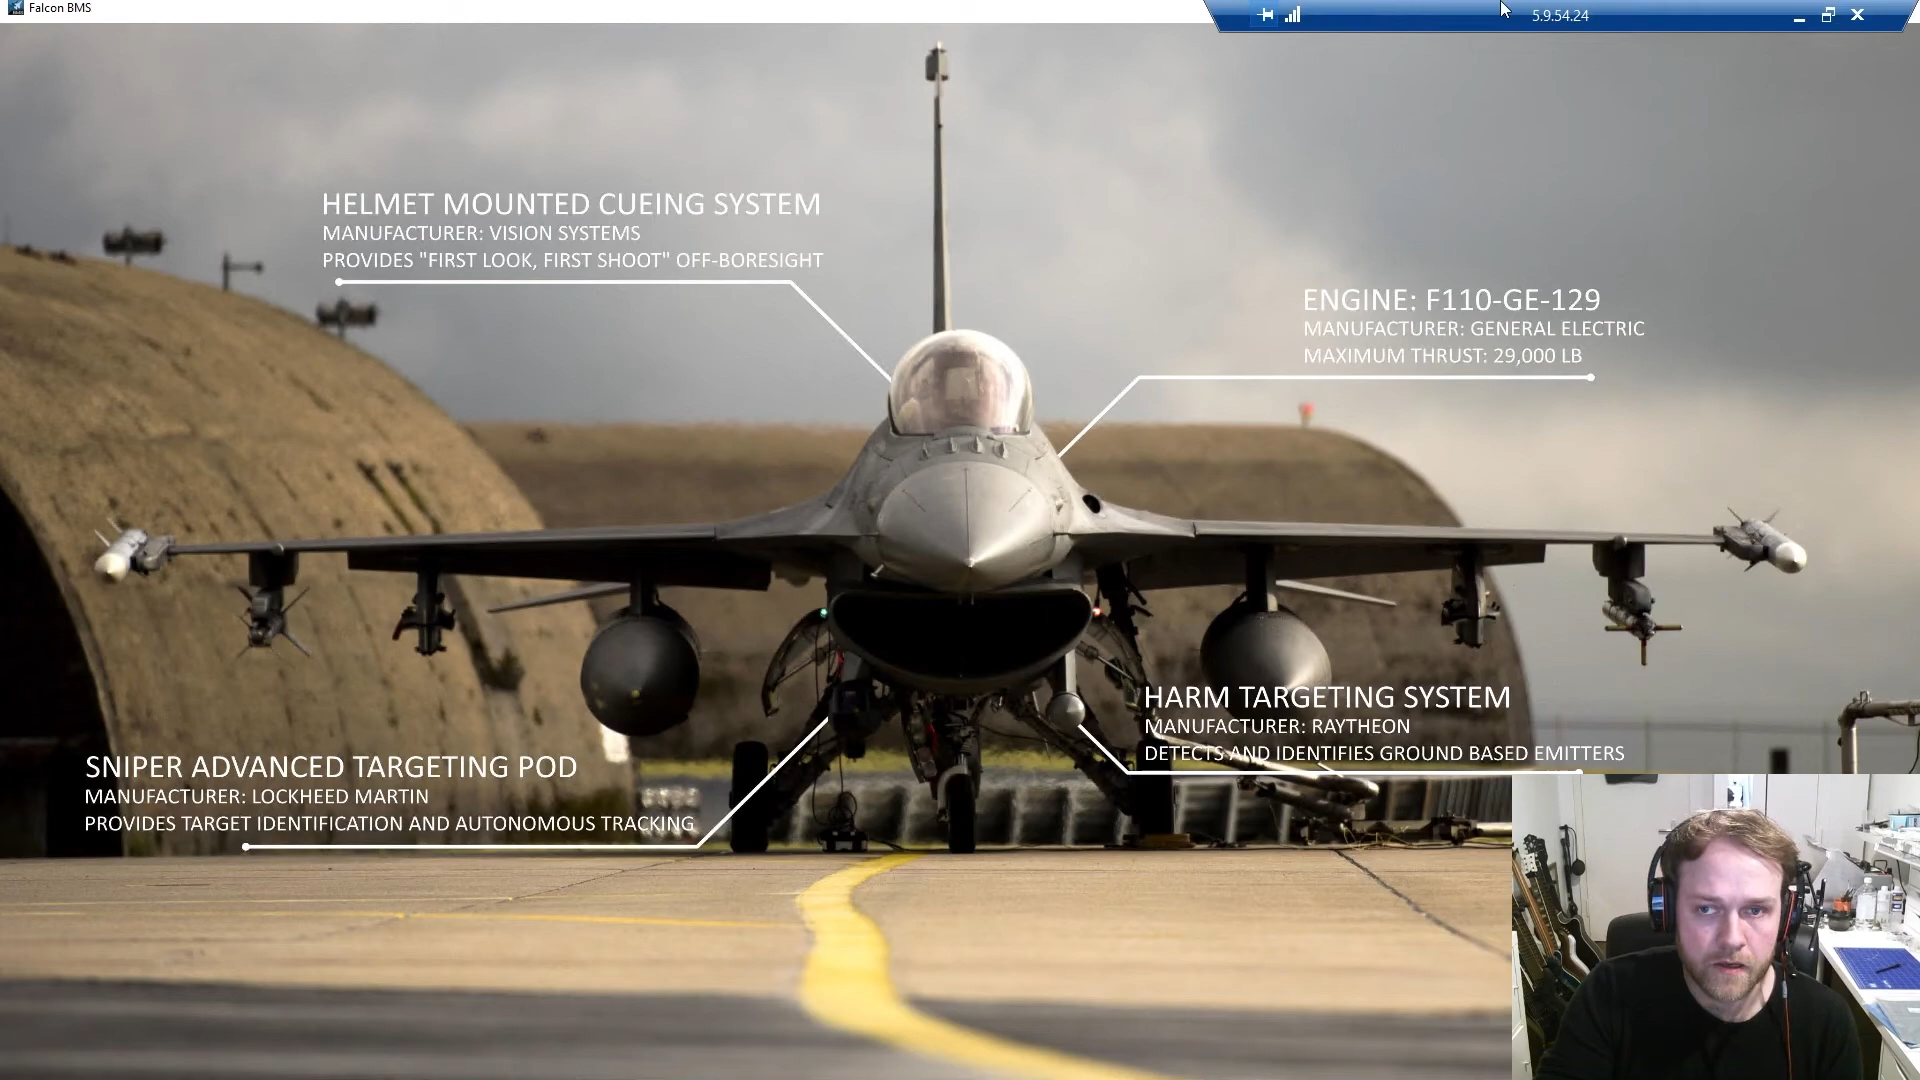 Falcon BMS
5.9.54.24
HELMET MOUNTED CUEING SYSTEM
MANUFACTURER: VISION SYSTEMS
PROVIDES "FIRST LOOK, FIRST SHOOT" OFF-BORESIGHT
ENGINE: F110-GE-129
MANUFACTURER: GENERAL ELECTRIC
MAXIMUM THRUST: 29,000 LB
HARM TARGETING SYSTEM
MANUFACTURER: RAYTHEON
DETECTS AND IDENTIFIES GROUND BASED EMITTERS
SNIPER ADVANCED TARGETING POD
MANUFACTURER: LOCKHEED MARTIN
PROVIDES TARGET IDENTIFICATION AND AUTONOMOUS TRACKING